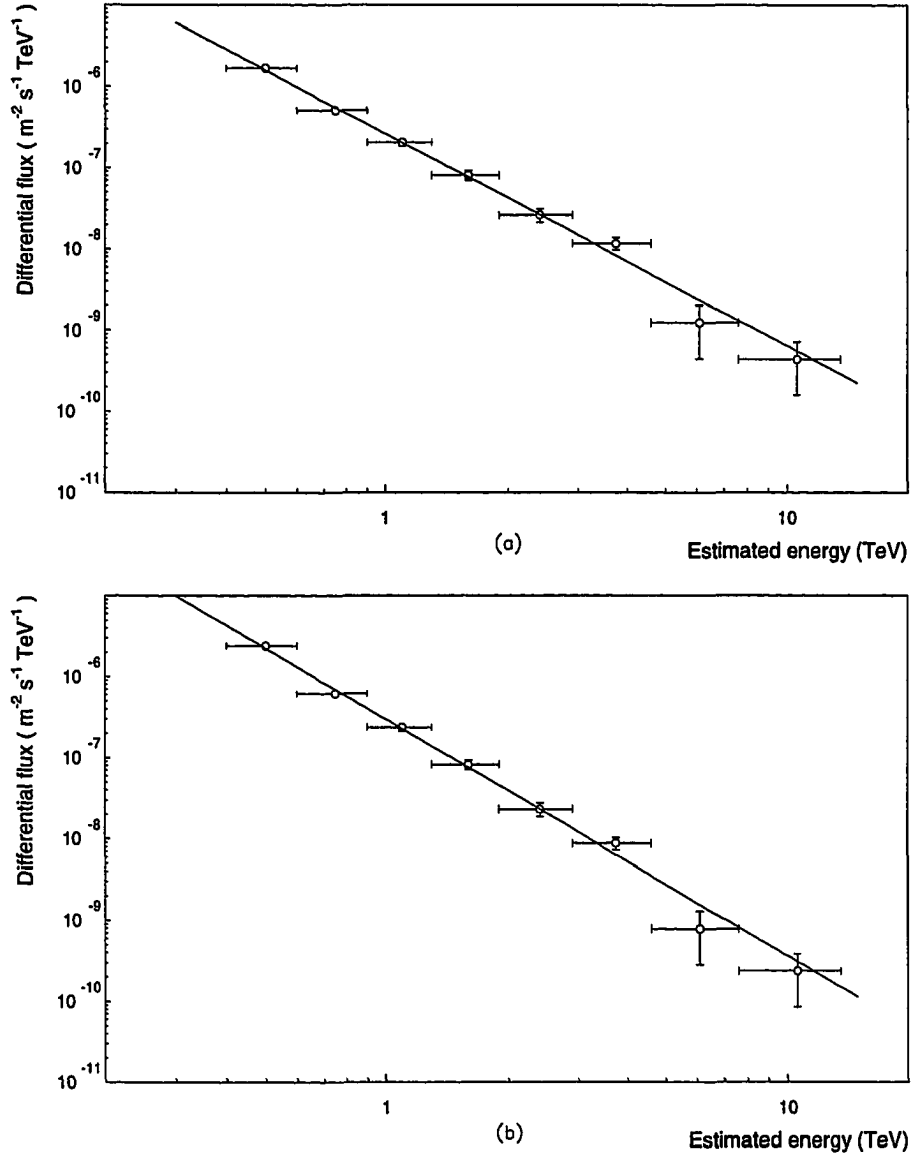 Differential flux ( m⁻² s⁻¹ TeV⁻¹ )
10⁻⁶
10⁻⁷
10⁻⁸
10⁻⁹
10⁻¹⁰
10⁻¹¹
1
10
(a)
Estimated energy (TeV)
Differential flux ( m⁻² s⁻¹ TeV⁻¹ )
10⁻⁶
10⁻⁷
10⁻⁸
10⁻⁹
10⁻¹⁰
10⁻¹¹
1
10
(b)
Estimated energy (TeV)